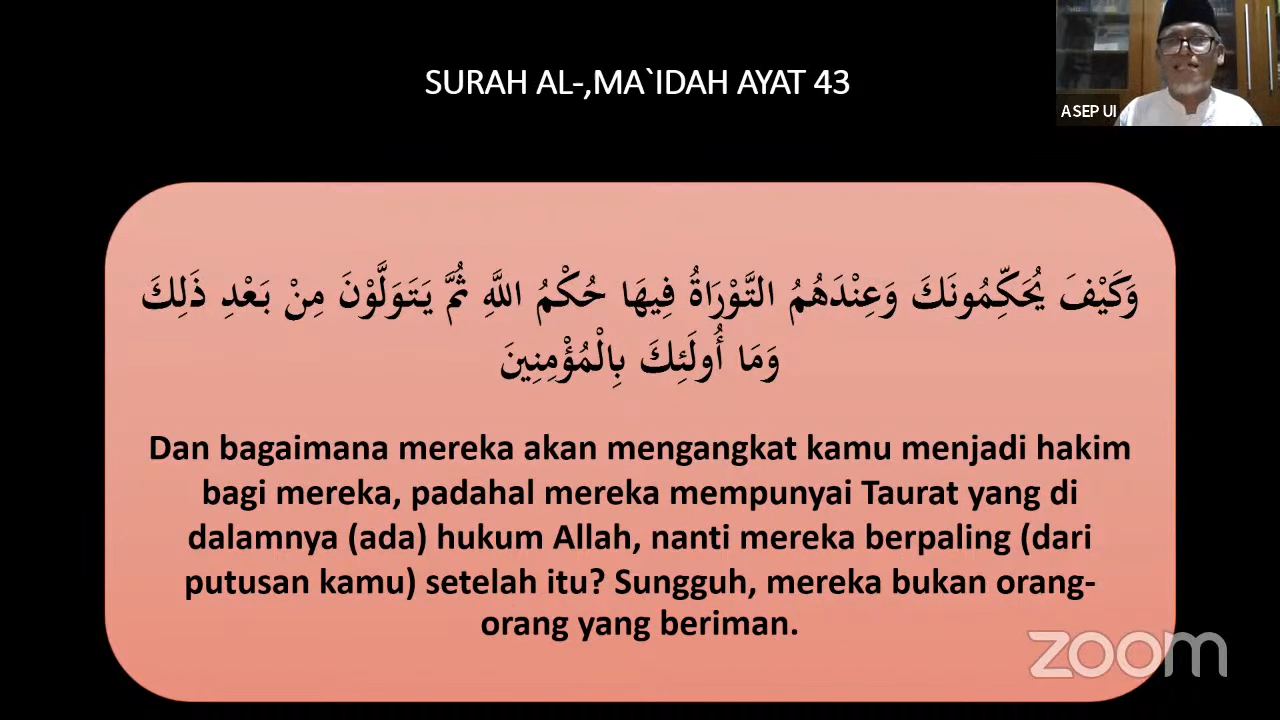 SURAH AL-,MA`IDAH AYAT 43
ASEP UI
وَكَيْفَ يُحَكِّمُونَكَ وَعِنْدَهُمُ التَّوْرَاةُ فِيهَا حُكْمُ اللَّهِ ثُمَّ يَتَوَلَّوْنَ مِنْ بَعْدِ ذَلِكَ
وَمَا أُولَئِكَ بِالْمُؤْمِنِينَ
Dan bagaimana mereka akan mengangkat kamu menjadi hakim
bagi mereka, padahal mereka mempunyai Taurat yang di
dalamnya (ada) hukum Allah, nanti mereka berpaling (dari
putusan kamu) setelah itu? Sungguh, mereka bukan orang-
orang yang beriman.
zoom